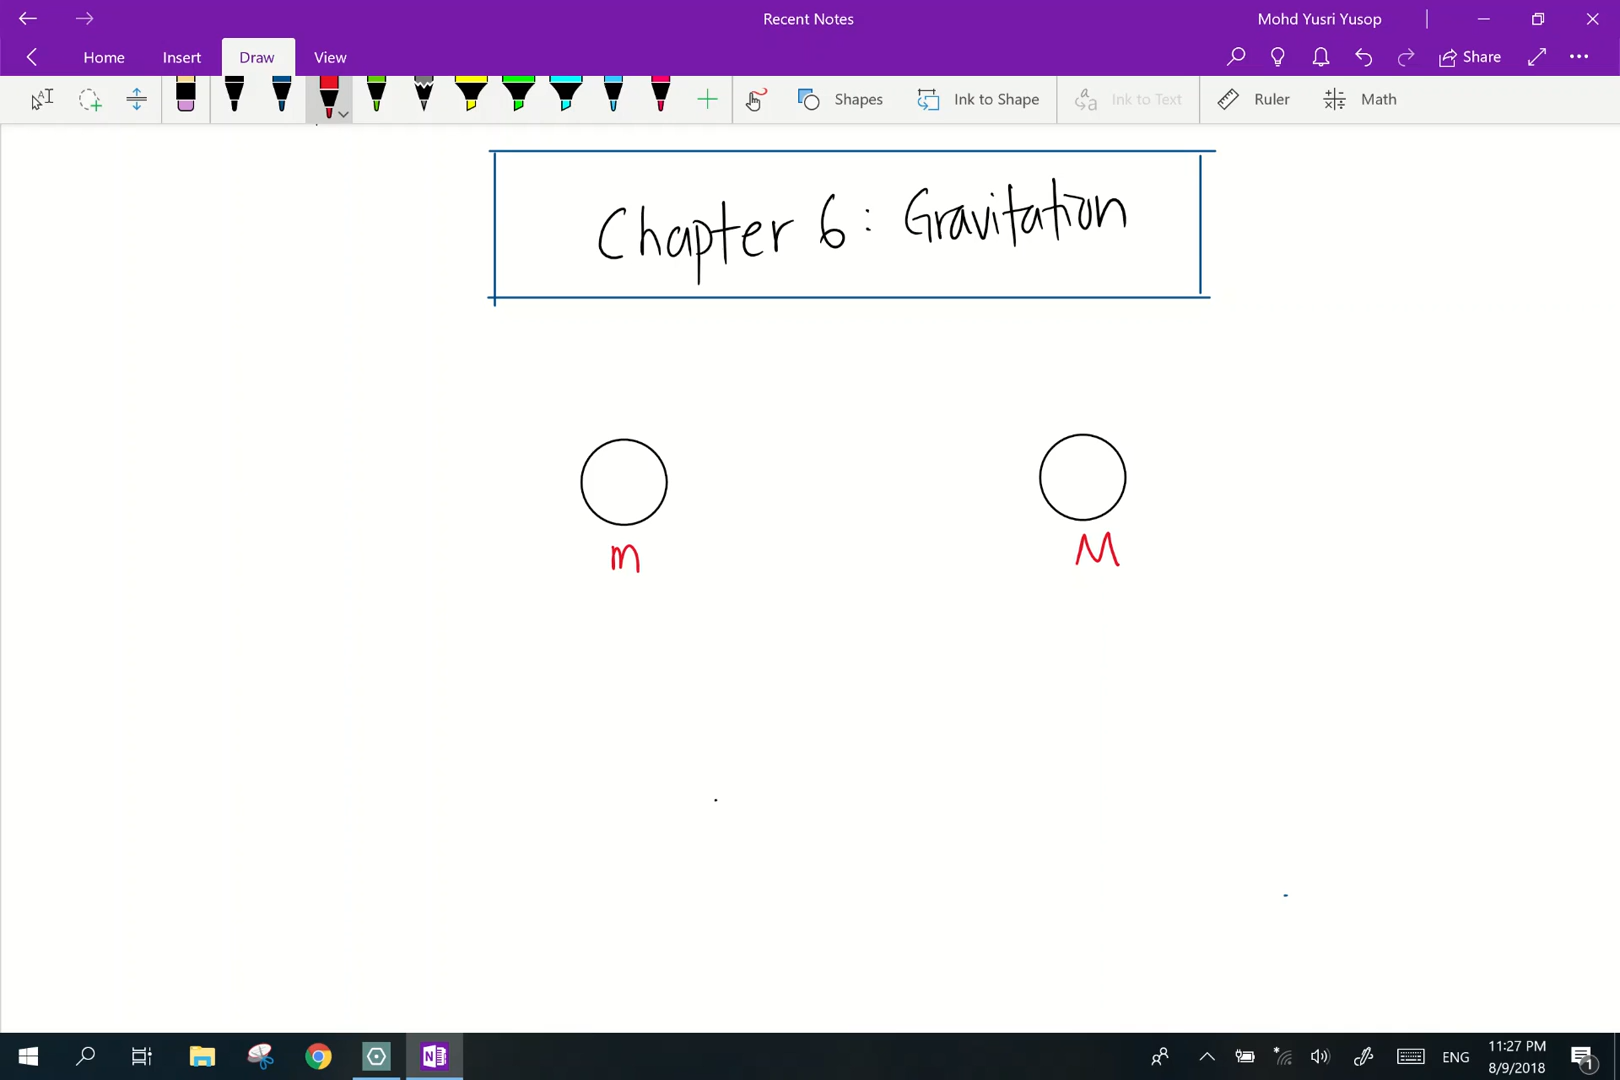 Recent Notes
Mohd Yusri Yusop
Home
Insert
Draw
View
Share
Shapes
Ink to Shape
Ink to Text
Ruler
Math
Chapter 6: Gravitation
m
M
ENG
11:27 PM
8/9/2018
1